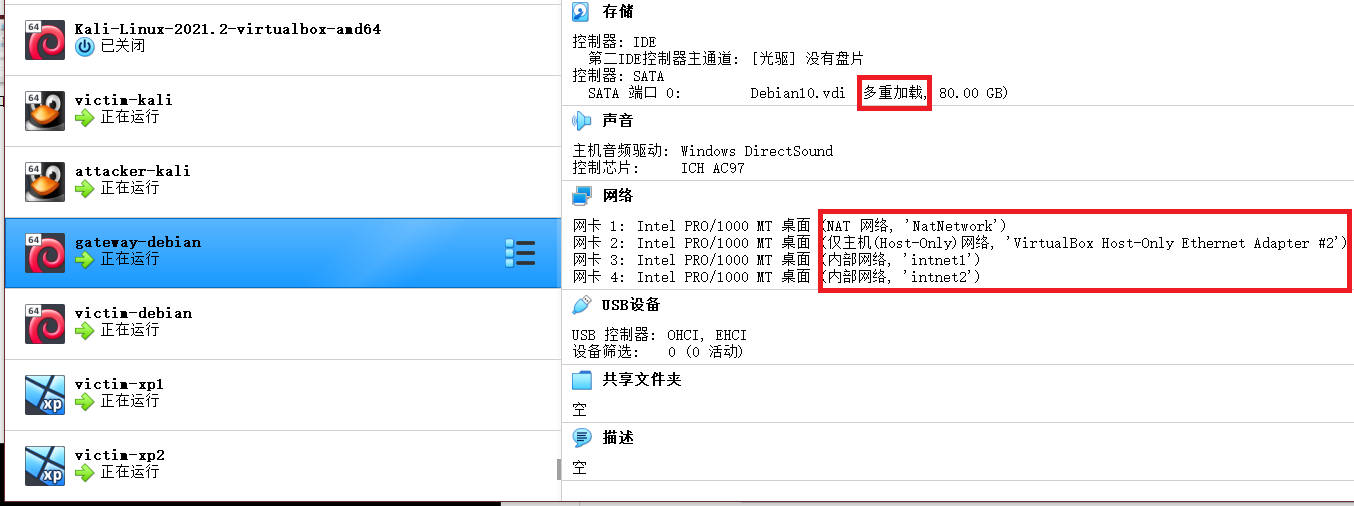 64
Kali-Linux-2021.2-virtualbox-amd64
已关闭
64
victim-kali
正在运行
64
attacker-kali
正在运行
64
gateway-debian
正在运行
64
victim-debian
正在运行
xp
victim-xp1
正在运行
xp
victim-xp2
正在运行
存储
控制器: IDE
第二IDE控制器主通道: [光驱] 没有盘片
控制器: SATA
SATA 端口 0: Debian10.vdi (多重加载, 80.00 GB)
声音
主机音频驱动: Windows DirectSound
控制芯片: ICH AC97
网络
网卡 1: Intel PRO/1000 MT 桌面 (NAT 网络, 'NatNetwork')
网卡 2: Intel PRO/1000 MT 桌面 (仅主机(Host-Only)网络, 'VirtualBox Host-Only Ethernet Adapter #2')
网卡 3: Intel PRO/1000 MT 桌面 (内部网络, 'intnet1')
网卡 4: Intel PRO/1000 MT 桌面 (内部网络, 'intnet2')
USB设备
USB 控制器: OHCI, EHCI
设备筛选: 0 (0 活动)
共享文件夹
空
描述
空